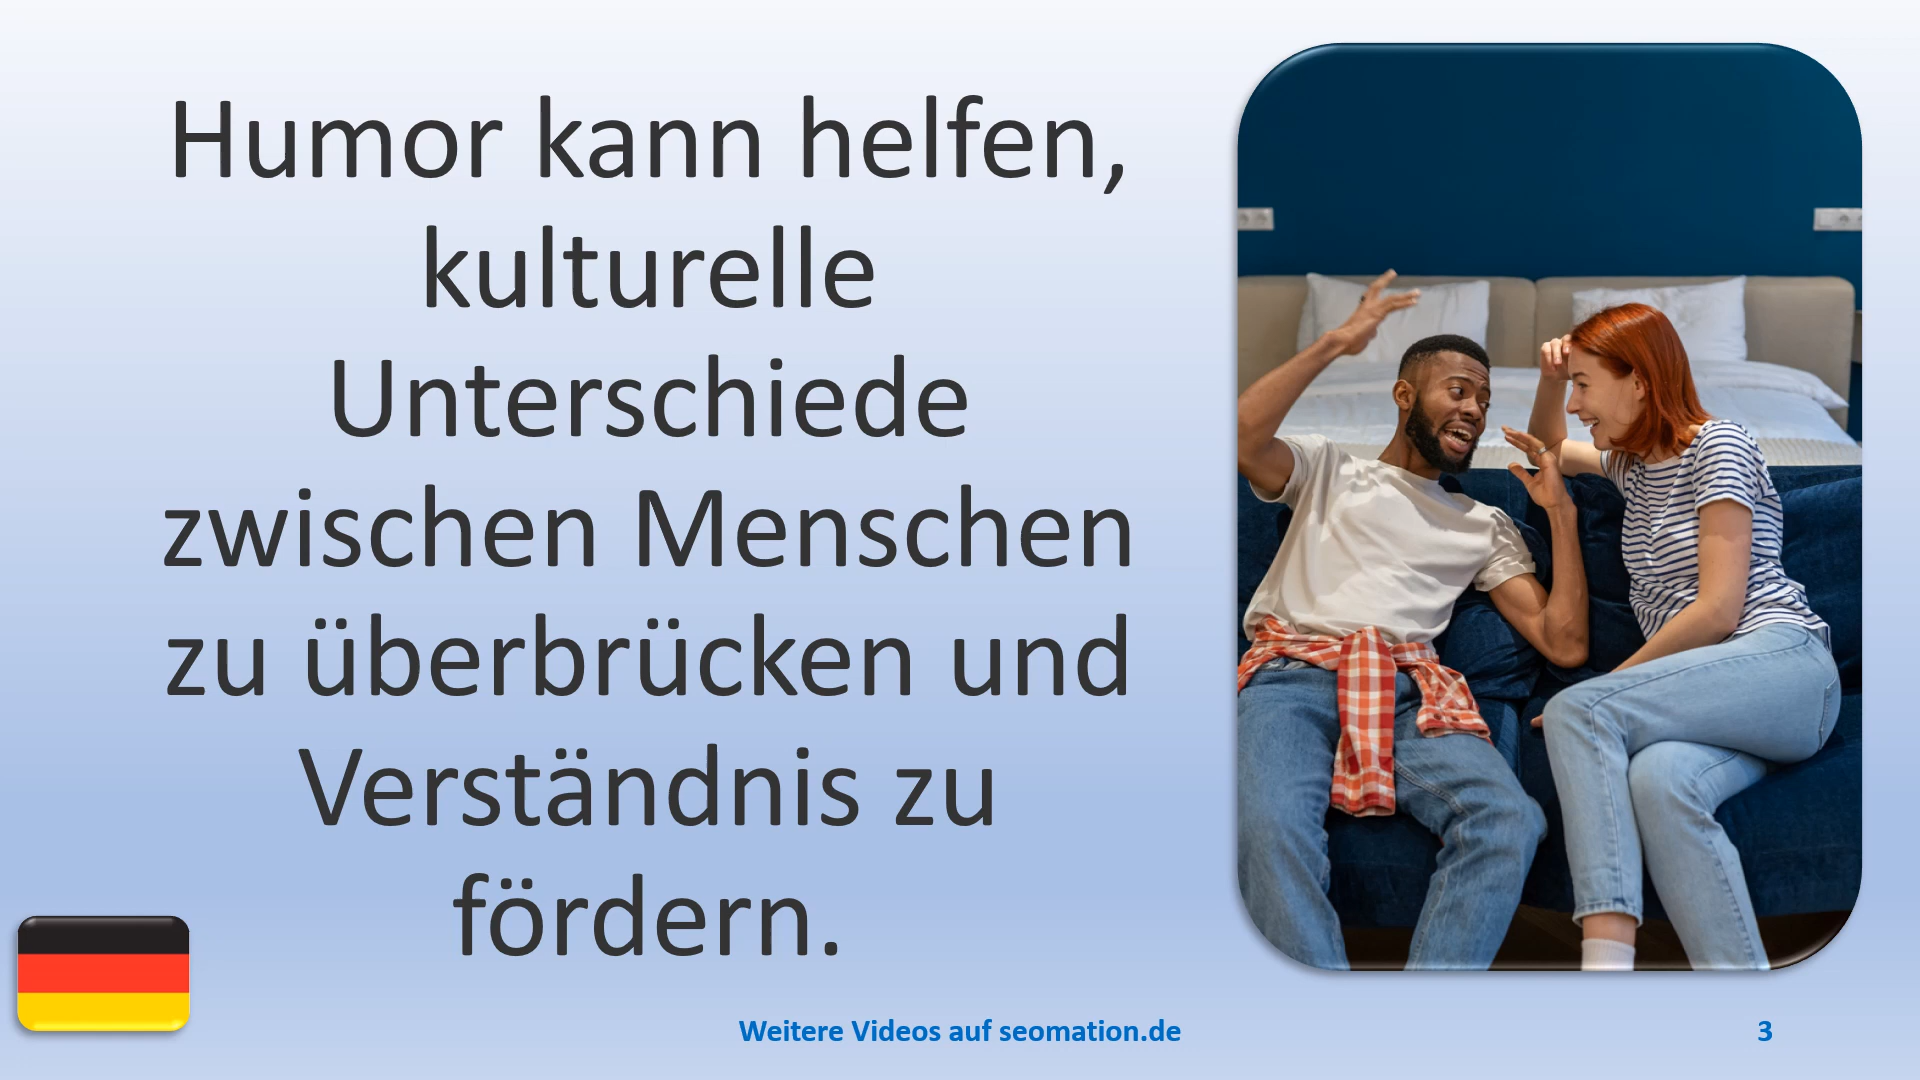 Humor kann helfen,
kulturelle
Unterschiede
zwischen Menschen
zu überbrücken und
Verständnis zu
fördern.
Weitere Videos auf seomation.de
3